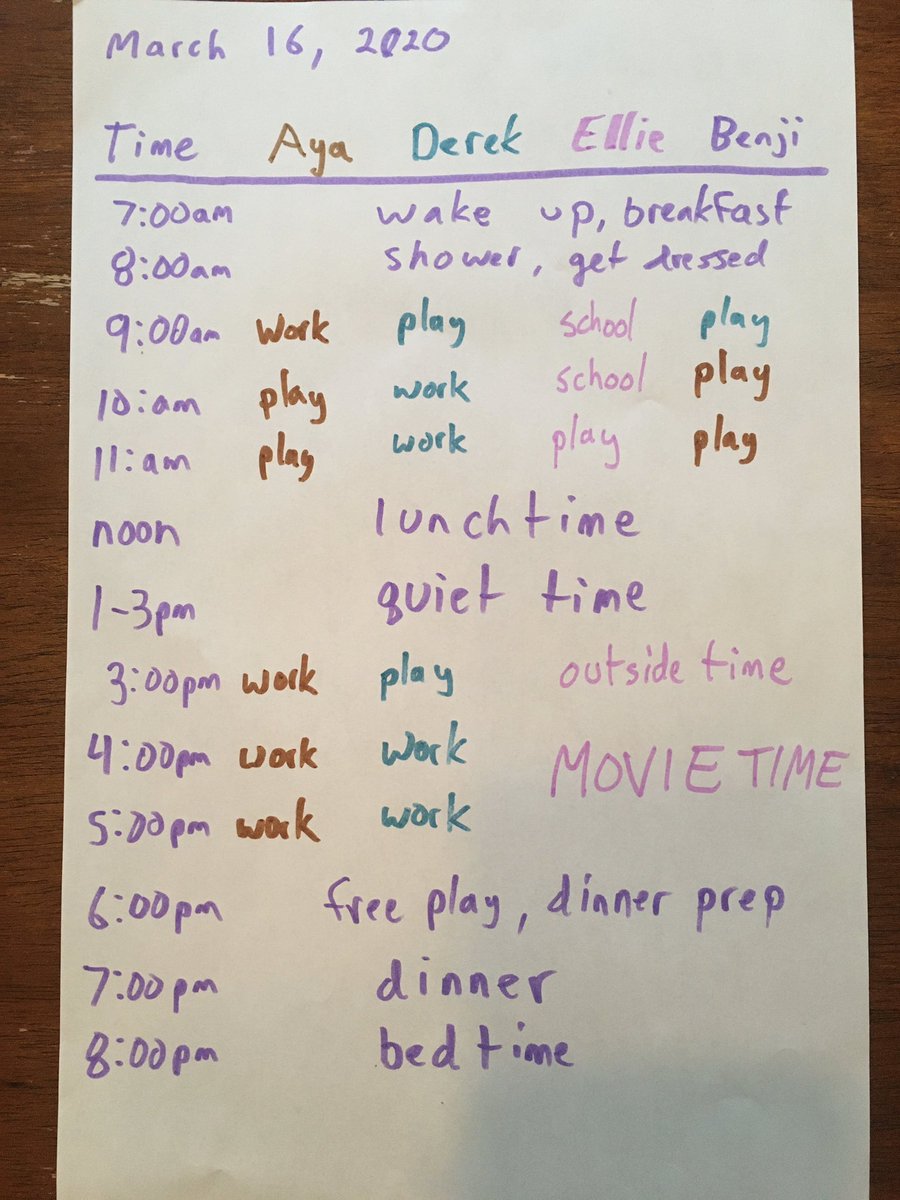 March 16, 2020
Time Aya Derek Ellie Benji
7:00am wake up, breakfast
8:00am shower, get dressed
9:00am work play school play
10:am play work school play
11:am play work play play
noon lunchtime
1-3pm quiet time
3:00pm work play outside time
4:00pm work work MOVIE TIME
5:00pm work work
6:00pm free play, dinner prep
7:00pm dinner
8:00pm bedtime